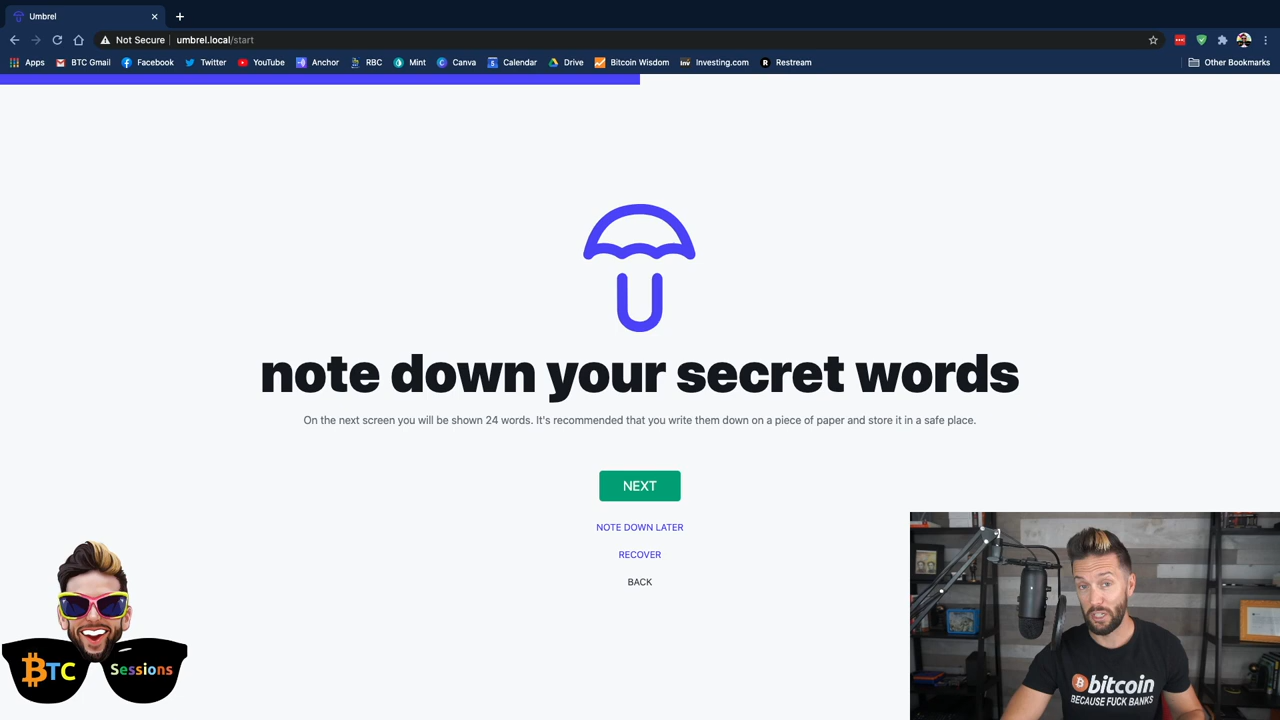 Umbrel
Not Secure umbrel.local/start
Apps BTC Gmail Facebook Twitter YouTube Anchor RBC Mint Canva Calendar Drive Bitcoin Wisdom Investing.com Restream Other Bookmarks
note down your secret words
On the next screen you will be shown 24 words. It's recommended that you write them down on a piece of paper and store it in a safe place.
NEXT
NOTE DOWN LATER
RECOVER
BACK
BTC Sessions
bitcoin
BECAUSE FUCK BANKS